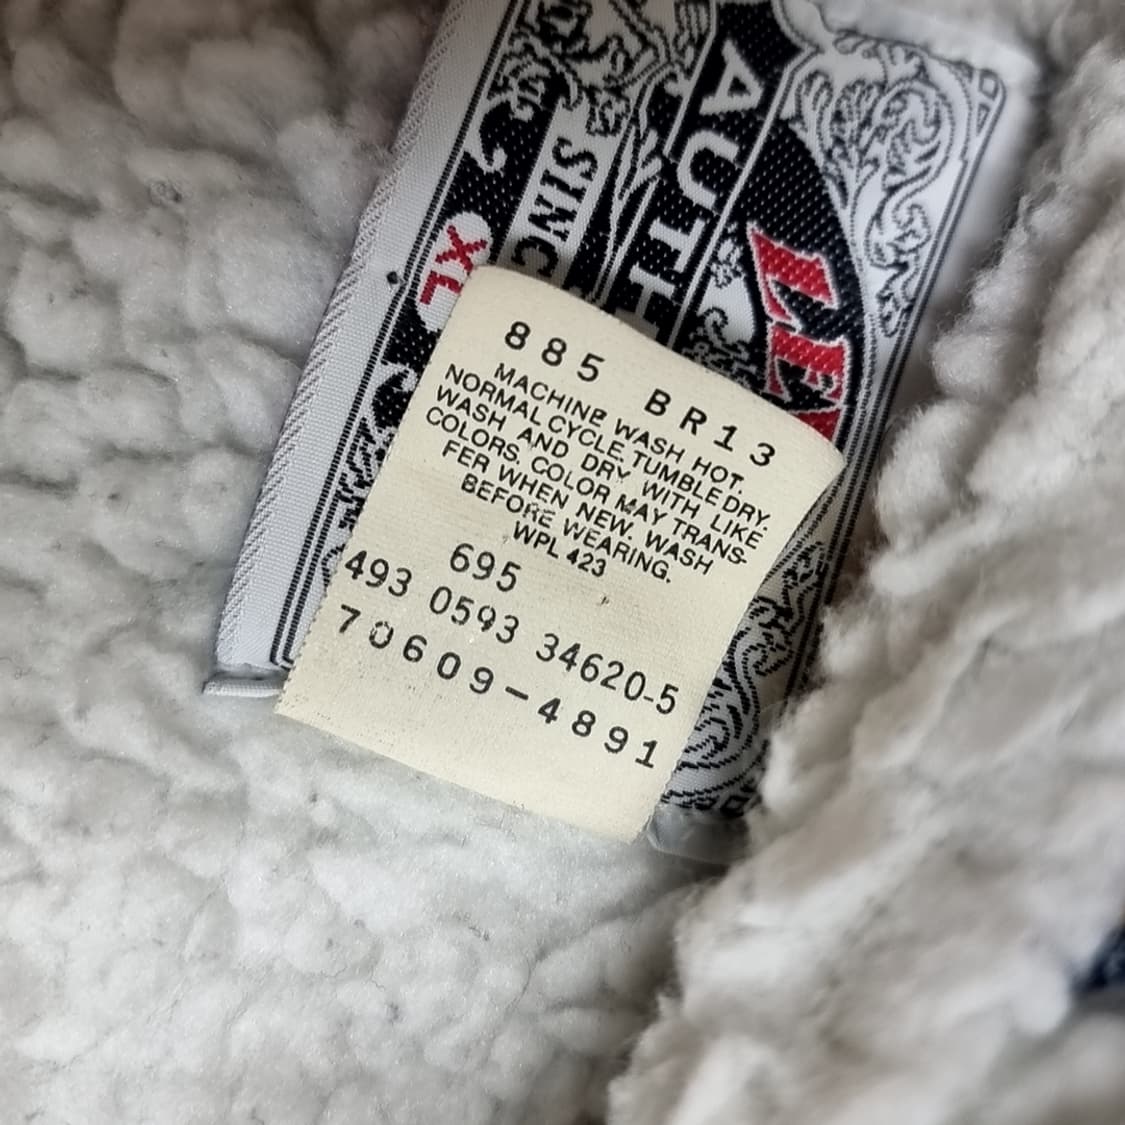 AUTH
SINC
XL
885 BR13
MACHINE WASH HOT.
NORMAL CYCLE. TUMBLE DRY.
WASH AND DRY WITH LIKE
COLORS. COLOR MAY TRANS-
FER WHEN NEW. WASH
BEFORE WEARING.
WPL 423
695
493 0593 34620-5
70609-4891